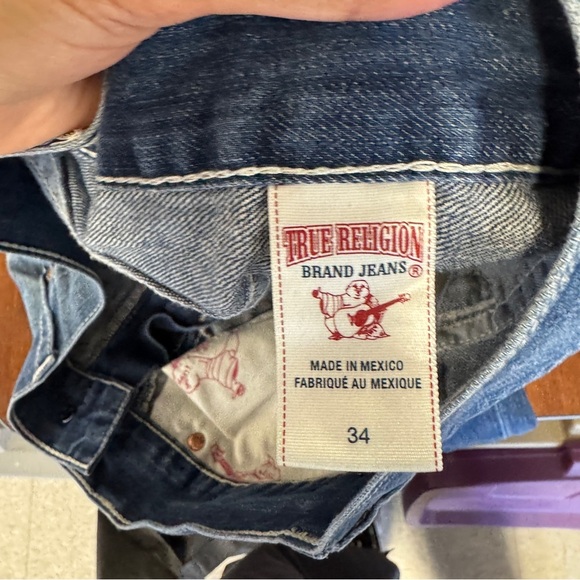 TRUE RELIGION
BRAND JEANS®
MADE IN MEXICO
FABRIQUÉ AU MEXIQUE
34